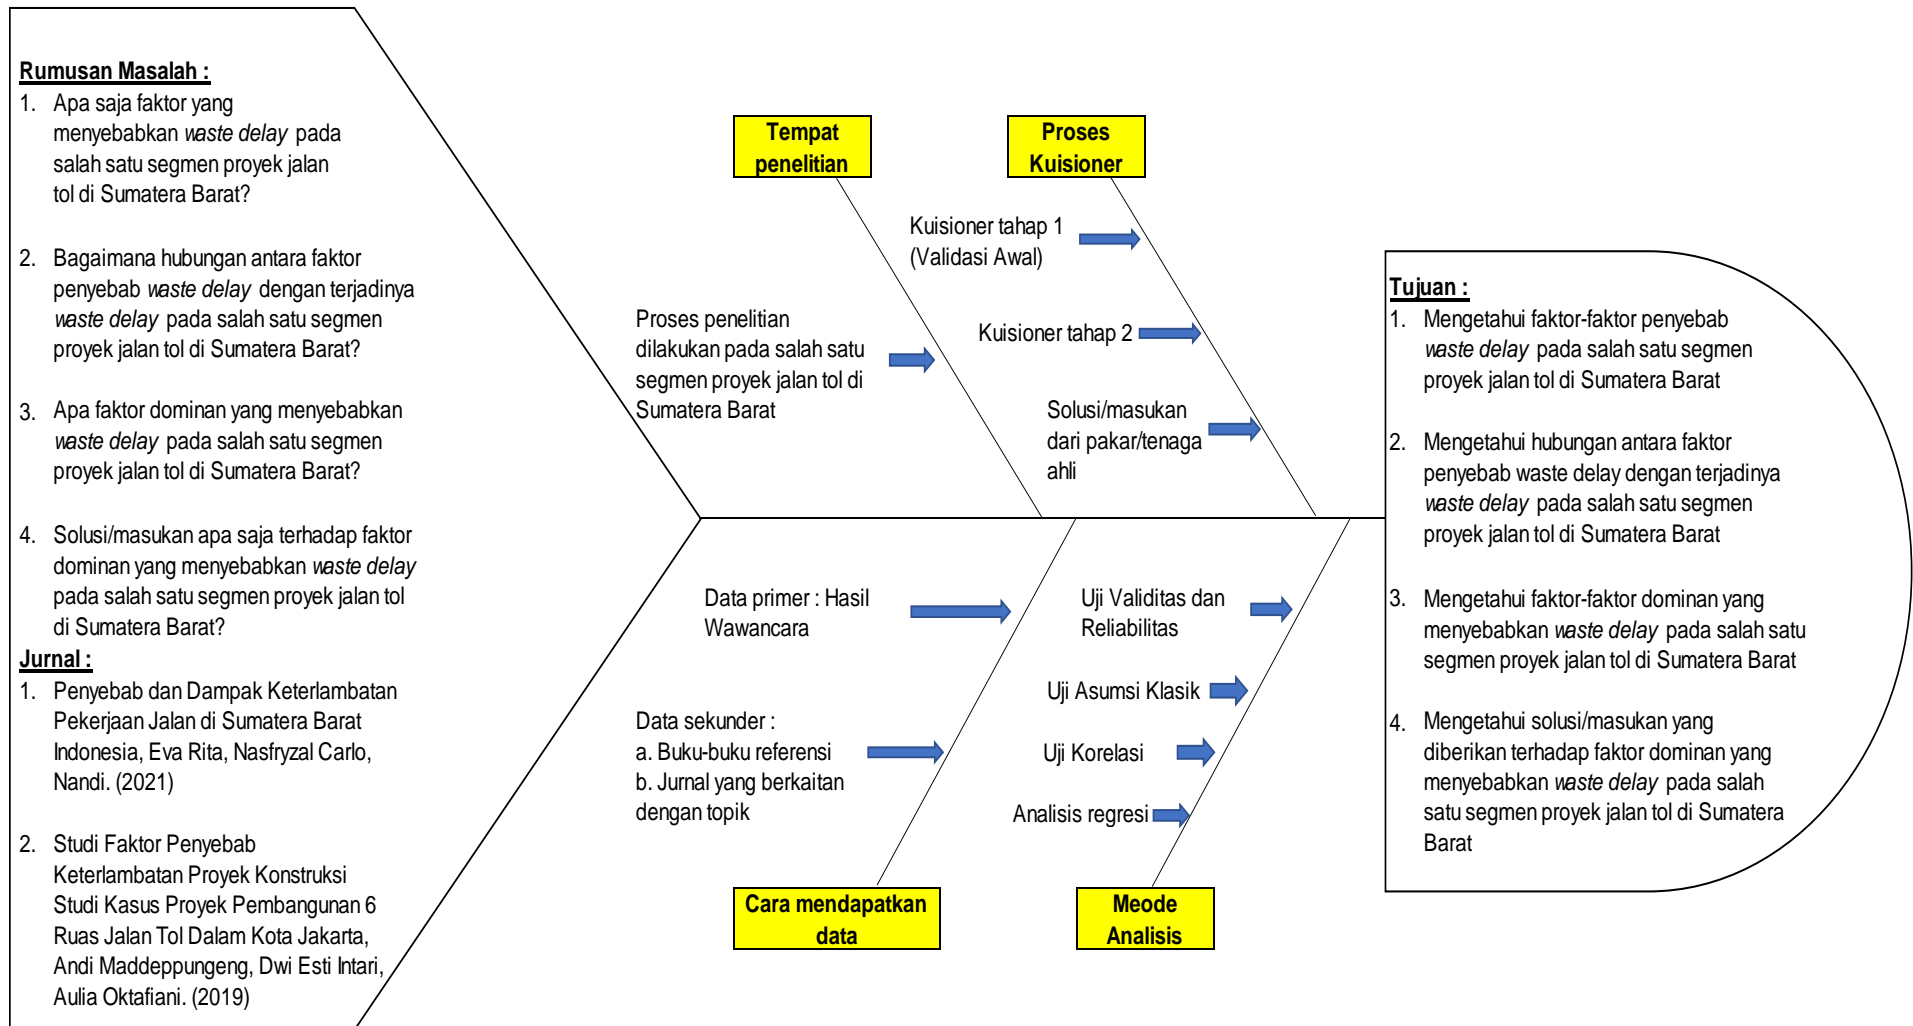 Rumusan Masalah :
1. Apa saja faktor yang
menyebabkan waste delay pada
salah satu segmen proyek jalan
tol di Sumatera Barat?
2. Bagaimana hubungan antara faktor
penyebab waste delay dengan terjadinya
waste delay pada salah satu segmen
proyek jalan tol di Sumatera Barat?
3. Apa faktor dominan yang menyebabkan
waste delay pada salah satu segmen
proyek jalan tol di Sumatera Barat?
4. Solusi/masukan apa saja terhadap faktor
dominan yang menyebabkan waste delay
pada salah satu segmen proyek jalan tol
di Sumatera Barat?
Jurnal :
1. Penyebab dan Dampak Keterlambatan
Pekerjaan Jalan di Sumatera Barat
Indonesia, Eva Rita, Nasfryzal Carlo,
Nandi. (2021)
2. Studi Faktor Penyebab
Keterlambatan Proyek Konstruksi
Studi Kasus Proyek Pembangunan 6
Ruas Jalan Tol Dalam Kota Jakarta,
Andi Maddeppungeng, Dwi Esti Intari,
Aulia Oktafiani. (2019)
Tempat
penelitian
Proses penelitian
dilakukan pada salah satu
segmen proyek jalan tol di
Sumatera Barat
Proses
Kuisioner
Kuisioner tahap 1
(Validasi Awal)
Kuisioner tahap 2
Solusi/masukan
dari pakar/tenaga
ahli
Data primer : Hasil
Wawancara
Data sekunder :
a. Buku-buku referensi
b. Jurnal yang berkaitan
dengan topik
Cara mendapatkan
data
Uji Validitas dan
Reliabilitas
Uji Asumsi Klasik
Uji Korelasi
Analisis regresi
Meode
Analisis
Tujuan :
1. Mengetahui faktor-faktor penyebab
waste delay pada salah satu segmen
proyek jalan tol di Sumatera Barat
2. Mengetahui hubungan antara faktor
penyebab waste delay dengan terjadinya
waste delay pada salah satu segmen
proyek jalan tol di Sumatera Barat
3. Mengetahui faktor-faktor dominan yang
menyebabkan waste delay pada salah satu
segmen proyek jalan tol di Sumatera Barat
4. Mengetahui solusi/masukan yang
diberikan terhadap faktor dominan yang
menyebabkan waste delay pada salah
satu segmen proyek jalan tol di Sumatera
Barat